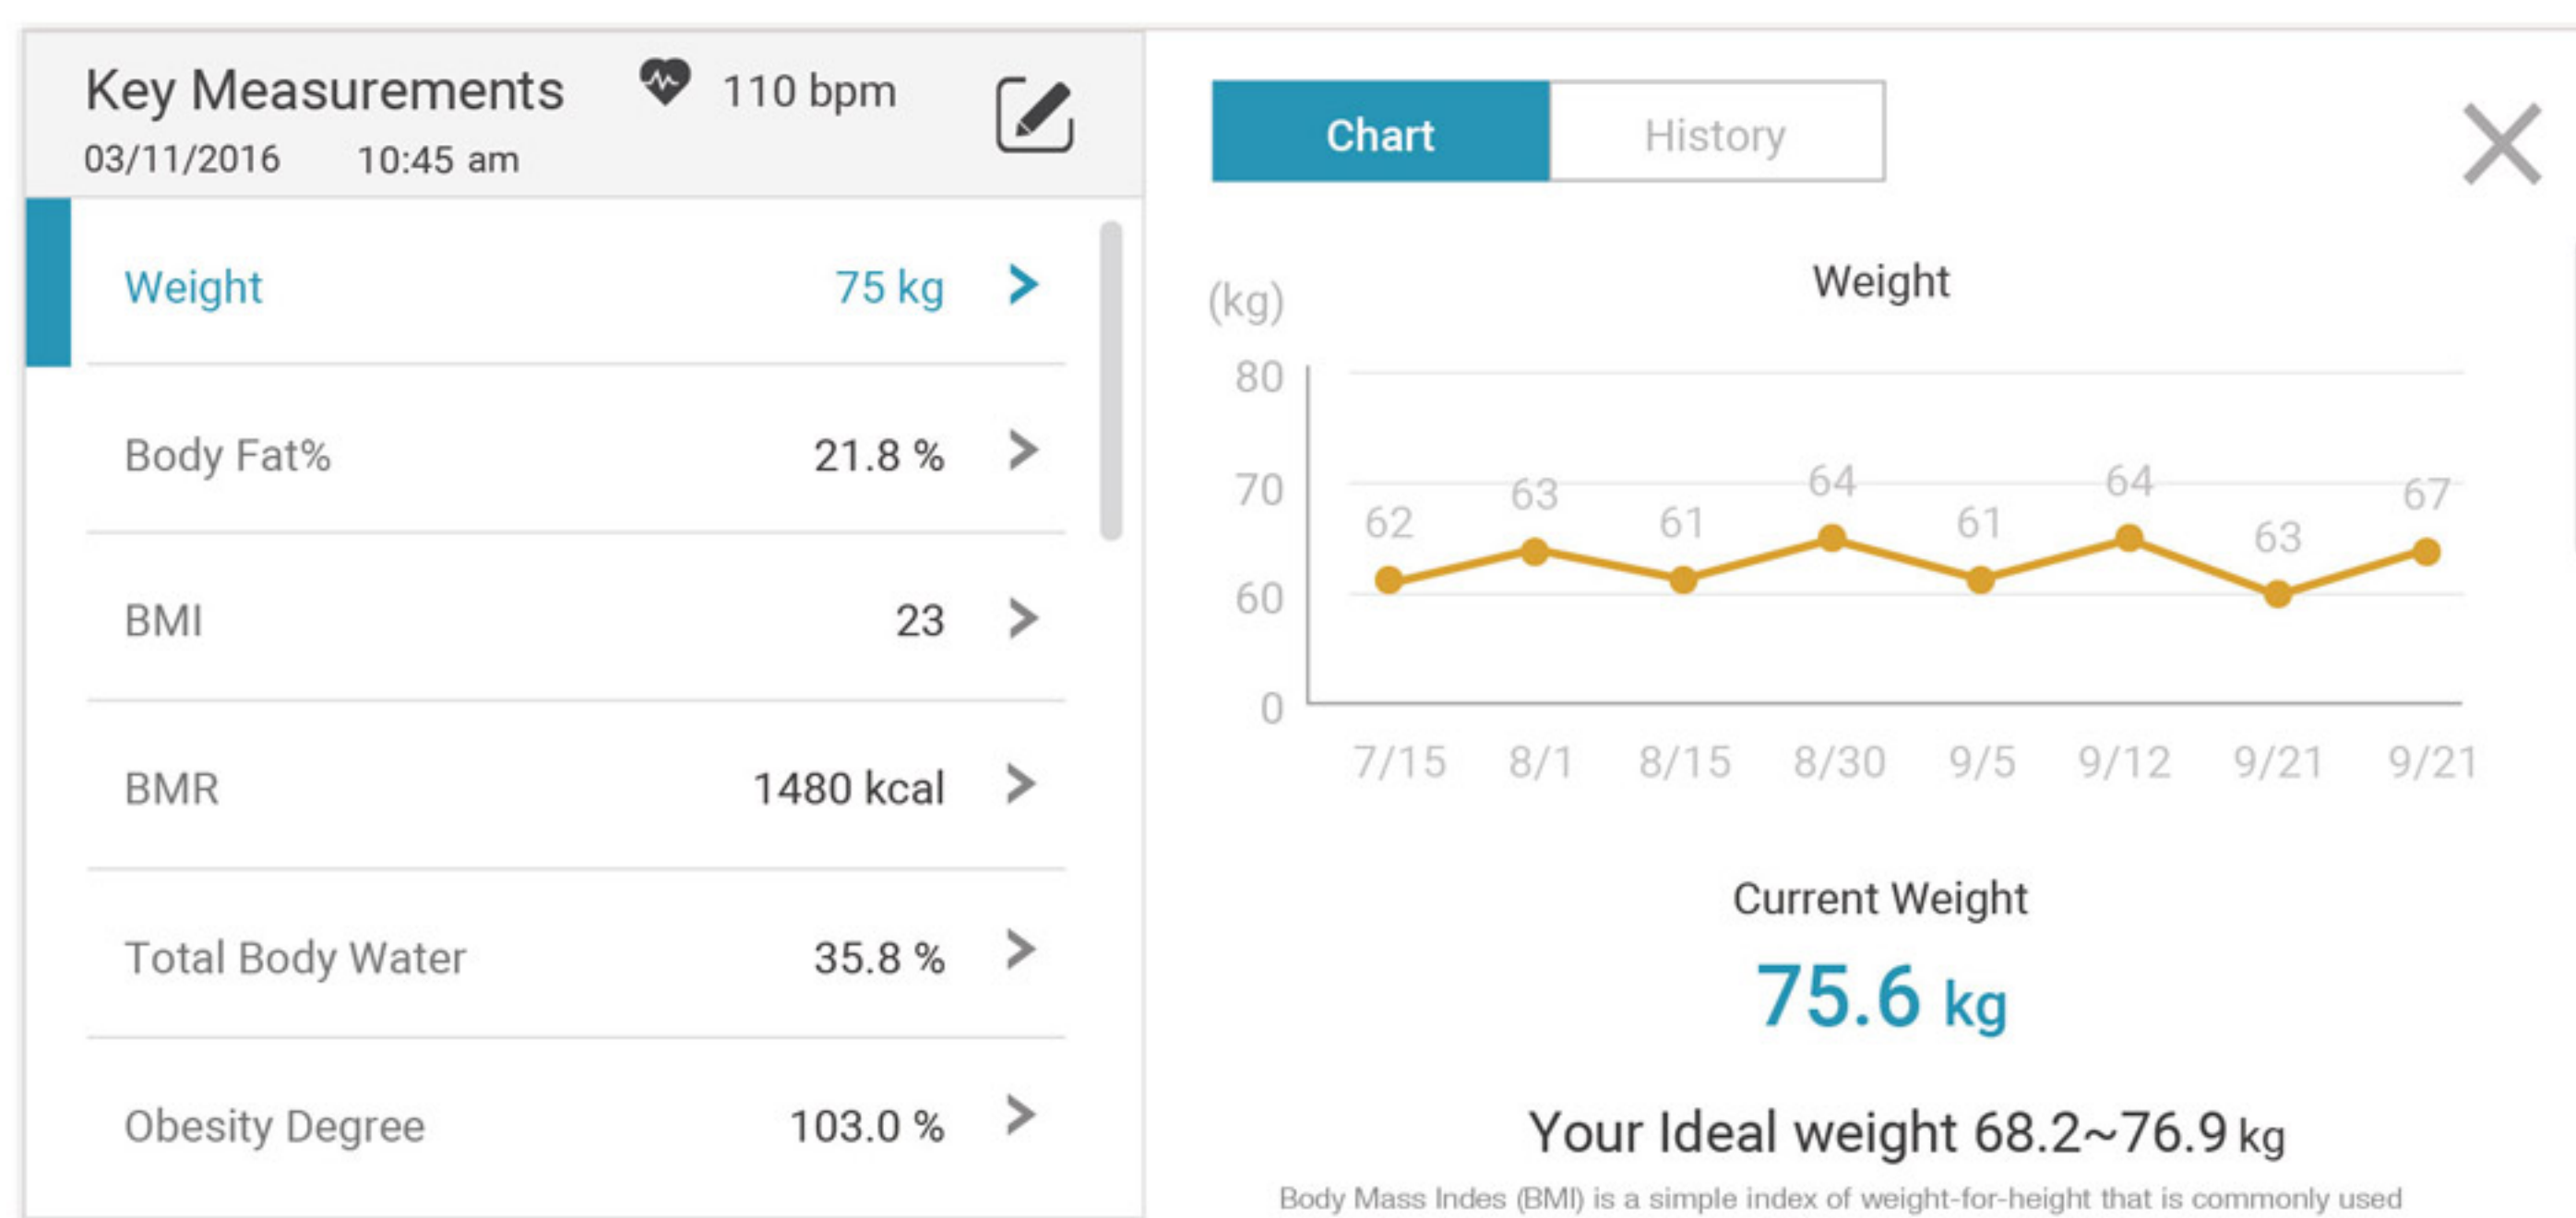 Key Measurements 110 bpm
03/11/2016 10:45 am
Weight 75 kg
Body Fat% 21.8 %
BMI 23
BMR 1480 kcal
Total Body Water 35.8 %
Obesity Degree 103.0 %
Chart History
Weight
(kg)
80
70
60
0
62 63 61 64 61 64 63 67
7/15 8/1 8/15 8/30 9/5 9/12 9/21 9/21
Current Weight
75.6 kg
Your Ideal weight 68.2~76.9 kg
Body Mass Indes (BMI) is a simple index of weight-for-height that is commonly used